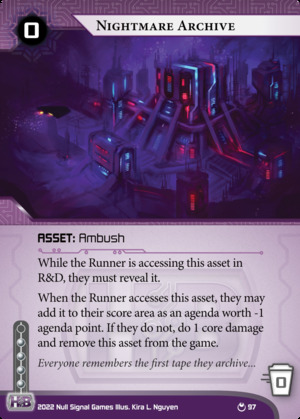 0
Nightmare Archive
ASSET: Ambush
While the Runner is accessing this asset in
R&D, they must reveal it.
When the Runner accesses this asset, they may
add it to their score area as an agenda worth -1
agenda point. If they do not, do 1 core damage
and remove this asset from the game.
Everyone remembers the first tape they archive...
0
HB
2022 Null Signal Games Illus. Kira L. Nguyen
97